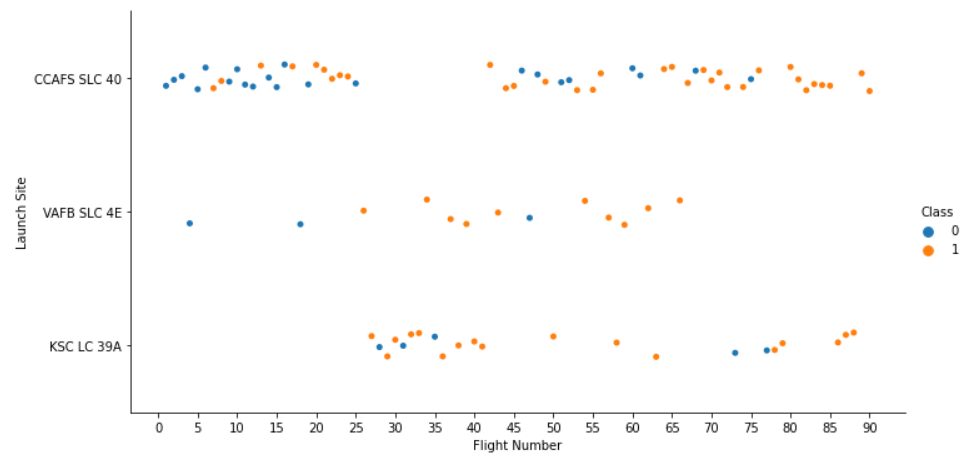 CCAFS SLC 40
VAFB SLC 4E
KSC LC 39A
Launch Site
0 5 10 15 20 25 30 35 40 45 50 55 60 65 70 75 80 85 90
Flight Number
Class
0
1